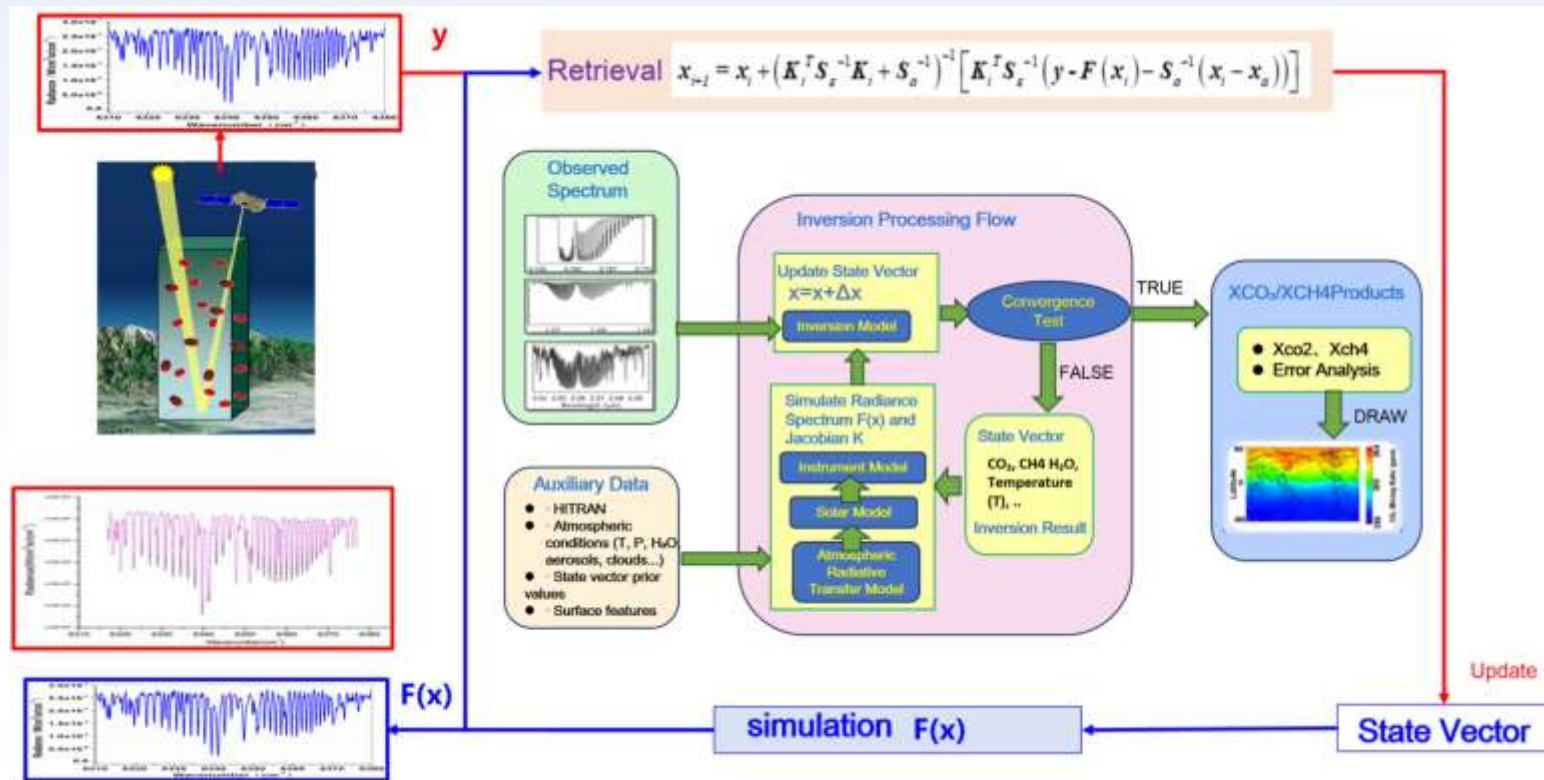 y
Retrieval x_{i+1} = x_i + (K_i^T S_ε^{-1} K_i + S_a^{-1})^{-1} [K_i^T S_ε^{-1} (y - F(x_i) - S_a^{-1} (x_i - x_a))]
Observed
Spectrum
Inversion Processing Flow
Update State Vector
x=x+Δx
Inversion Model
Convergence
Test
TRUE
FALSE
XCO₂/XCH4Products
● Xco2、Xch4
● Error Analysis
DRAW
Latitude
Simulate Radiance
Spectrum F(x) and
Jacobian K
Instrument Model
Solar Model
Atmospheric
Radiative
Transfer Model
State Vector
CO₂, CH4 H₂O,
Temperature
(T), ..
Inversion Result
Auxiliary Data
● · HITRAN
● · Atmospheric
conditions (T, P, H₂O,
aerosols, clouds...)
● · State vector prior
values
● · Surface features
F(x)
simulation F(x)
Update
State Vector